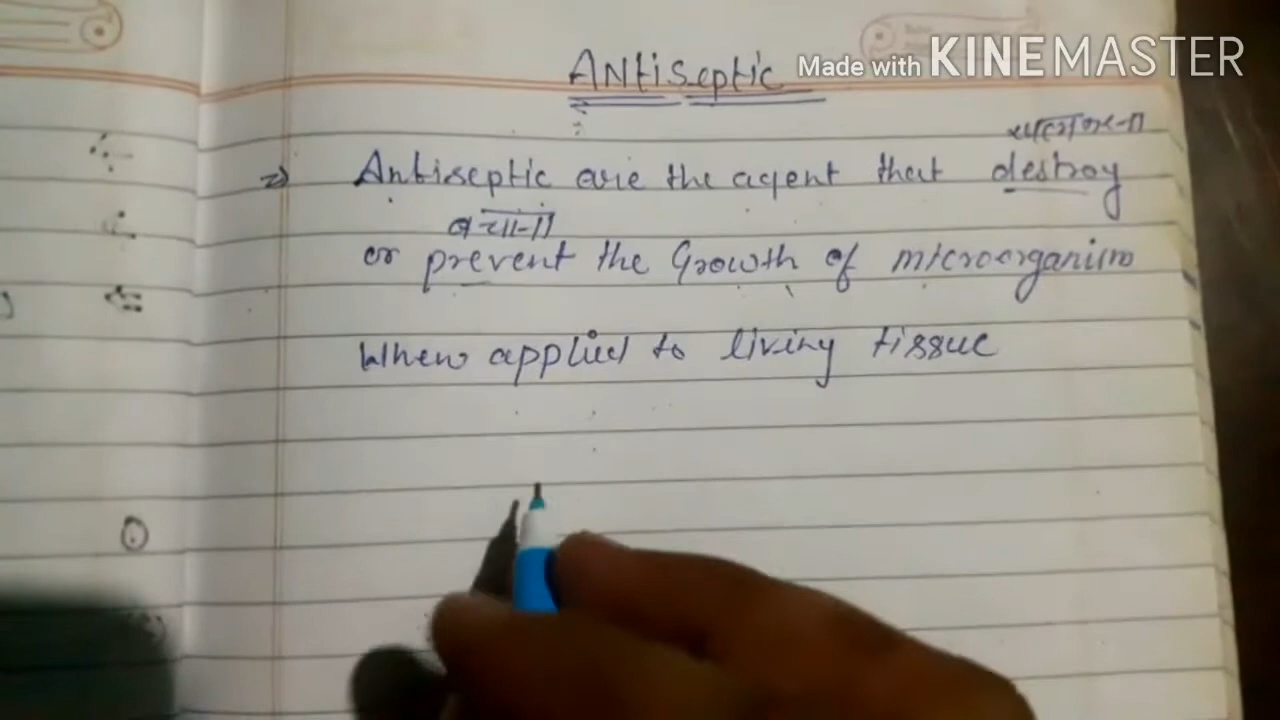 Made with KINEMASTER
Antiseptic
⇒ Antiseptic are the agent that destroy
बचाना
or prevent the Growth of microorganism
When applied to living tissue